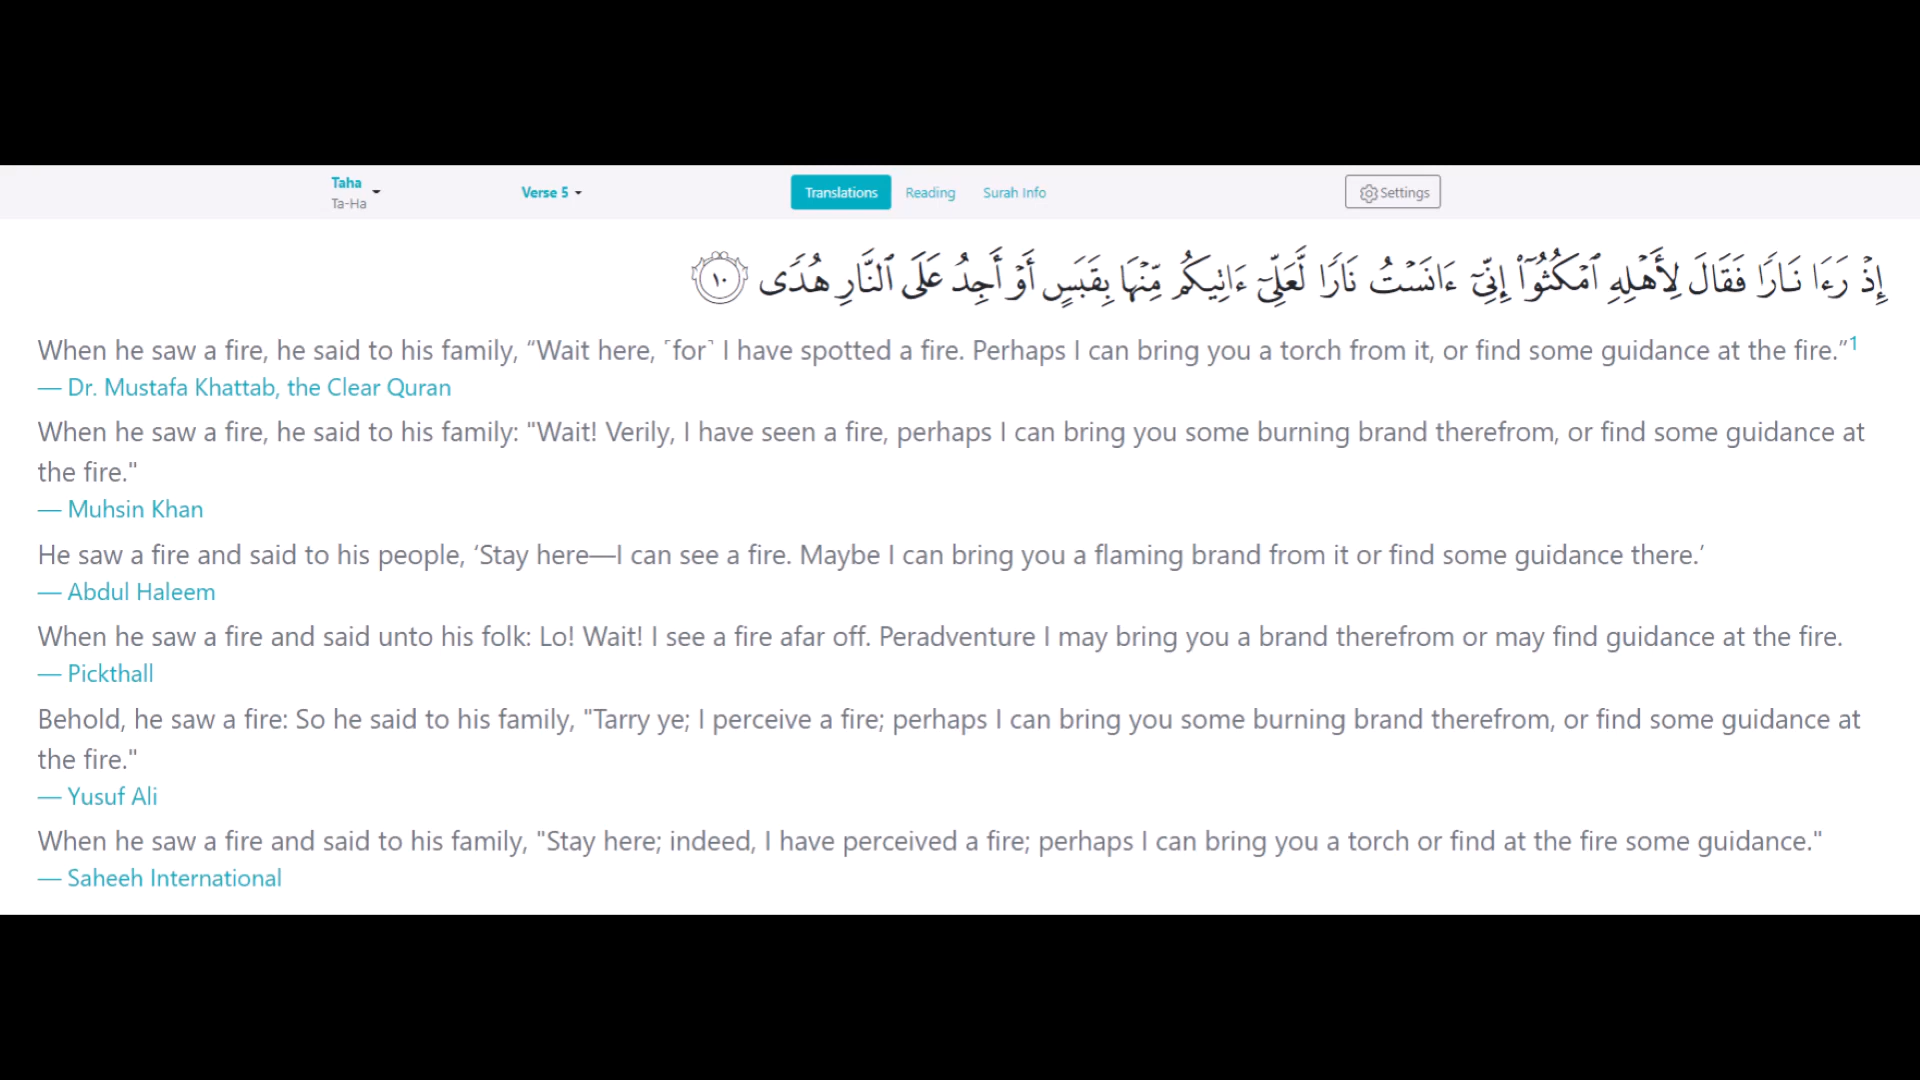 Taha
Ta-Ha
Verse 5
Translations
Reading
Surah Info
Settings
إِذْ رَءَا نَارًا فَقَالَ لِأَهْلِهِ ٱمْكُثُوٓا۟ إِنِّىٓ ءَانَسْتُ نَارًا لَّعَلِّىٓ ءَاتِيكُم مِّنْهَا بِقَبَسٍ أَوْ أَجِدُ عَلَى ٱلنَّارِ هُدًى ١٠
When he saw a fire, he said to his family, “Wait here, ˹for˺ I have spotted a fire. Perhaps I can bring you a torch from it, or find some guidance at the fire.”1
— Dr. Mustafa Khattab, the Clear Quran
When he saw a fire, he said to his family: "Wait! Verily, I have seen a fire, perhaps I can bring you some burning brand therefrom, or find some guidance at
the fire."
— Muhsin Khan
He saw a fire and said to his people, ‘Stay here—I can see a fire. Maybe I can bring you a flaming brand from it or find some guidance there.’
— Abdul Haleem
When he saw a fire and said unto his folk: Lo! Wait! I see a fire afar off. Peradventure I may bring you a brand therefrom or may find guidance at the fire.
— Pickthall
Behold, he saw a fire: So he said to his family, "Tarry ye; I perceive a fire; perhaps I can bring you some burning brand therefrom, or find some guidance at
the fire."
— Yusuf Ali
When he saw a fire and said to his family, "Stay here; indeed, I have perceived a fire; perhaps I can bring you a torch or find at the fire some guidance."
— Saheeh International